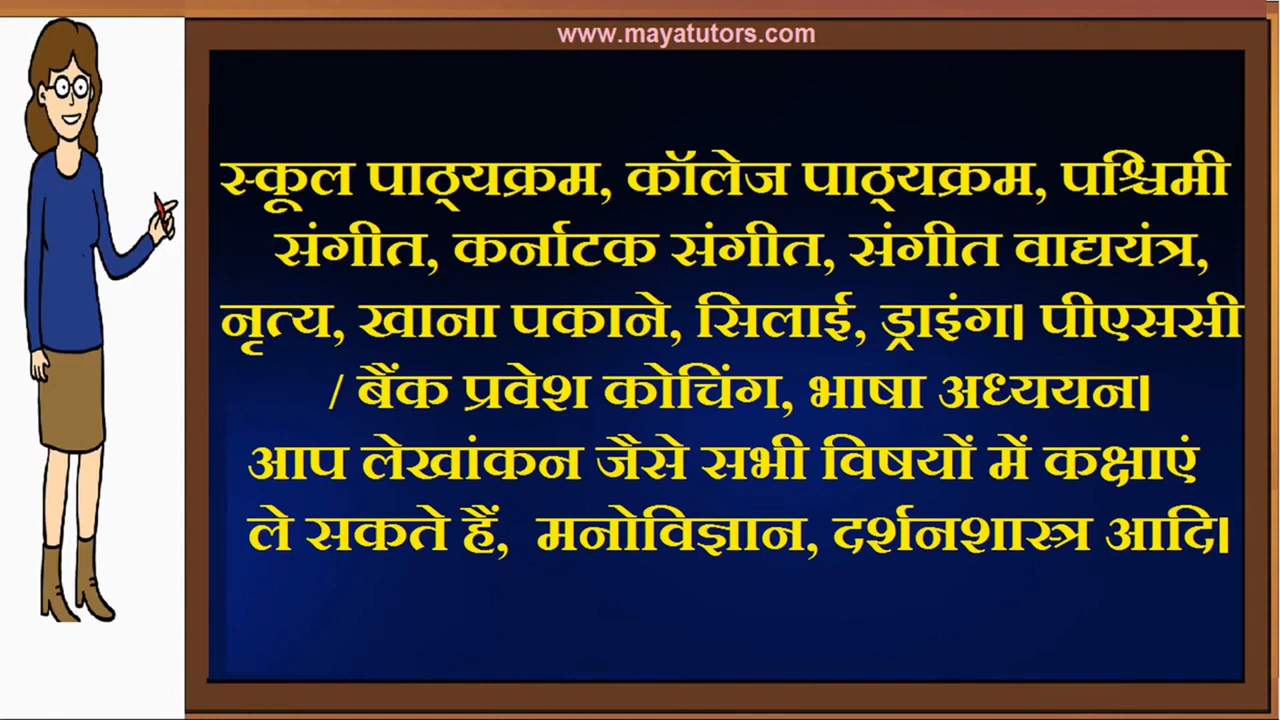 www.mayatutors.com
स्कूल पाठ्यक्रम, कॉलेज पाठ्यक्रम, पश्चिमी
संगीत, कर्नाटक संगीत, संगीत वाद्ययंत्र,
नृत्य, खाना पकाने, सिलाई, ड्राइंग। पीएससी
/ बैंक प्रवेश कोचिंग, भाषा अध्ययन।
आप लेखांकन जैसे सभी विषयों में कक्षाएं
ले सकते हैं, मनोविज्ञान, दर्शनशास्त्र आदि।